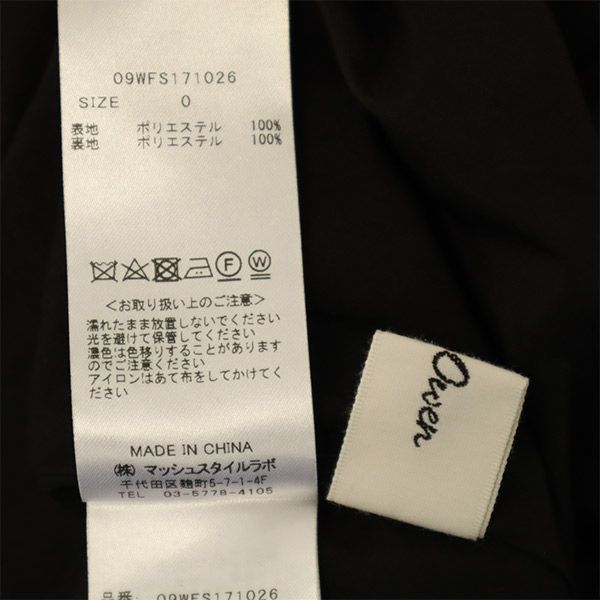 09WFS171026
SIZE 0
表地 ポリエステル 100%
裏地 ポリエステル 100%
F W
<お取り扱い上のご注意>
濡れたまま放置しないでください
光を避けて保管してください
濃色は色移りすることがあります
のでご注意ください
アイロンはあて布をしてかけてく
ださい
MADE IN CHINA
(株) マッシュスタイルラボ
千代田区麹町5-7-1-4F
TEL 03-5778-4105
品番: 09WFS171026
Owen